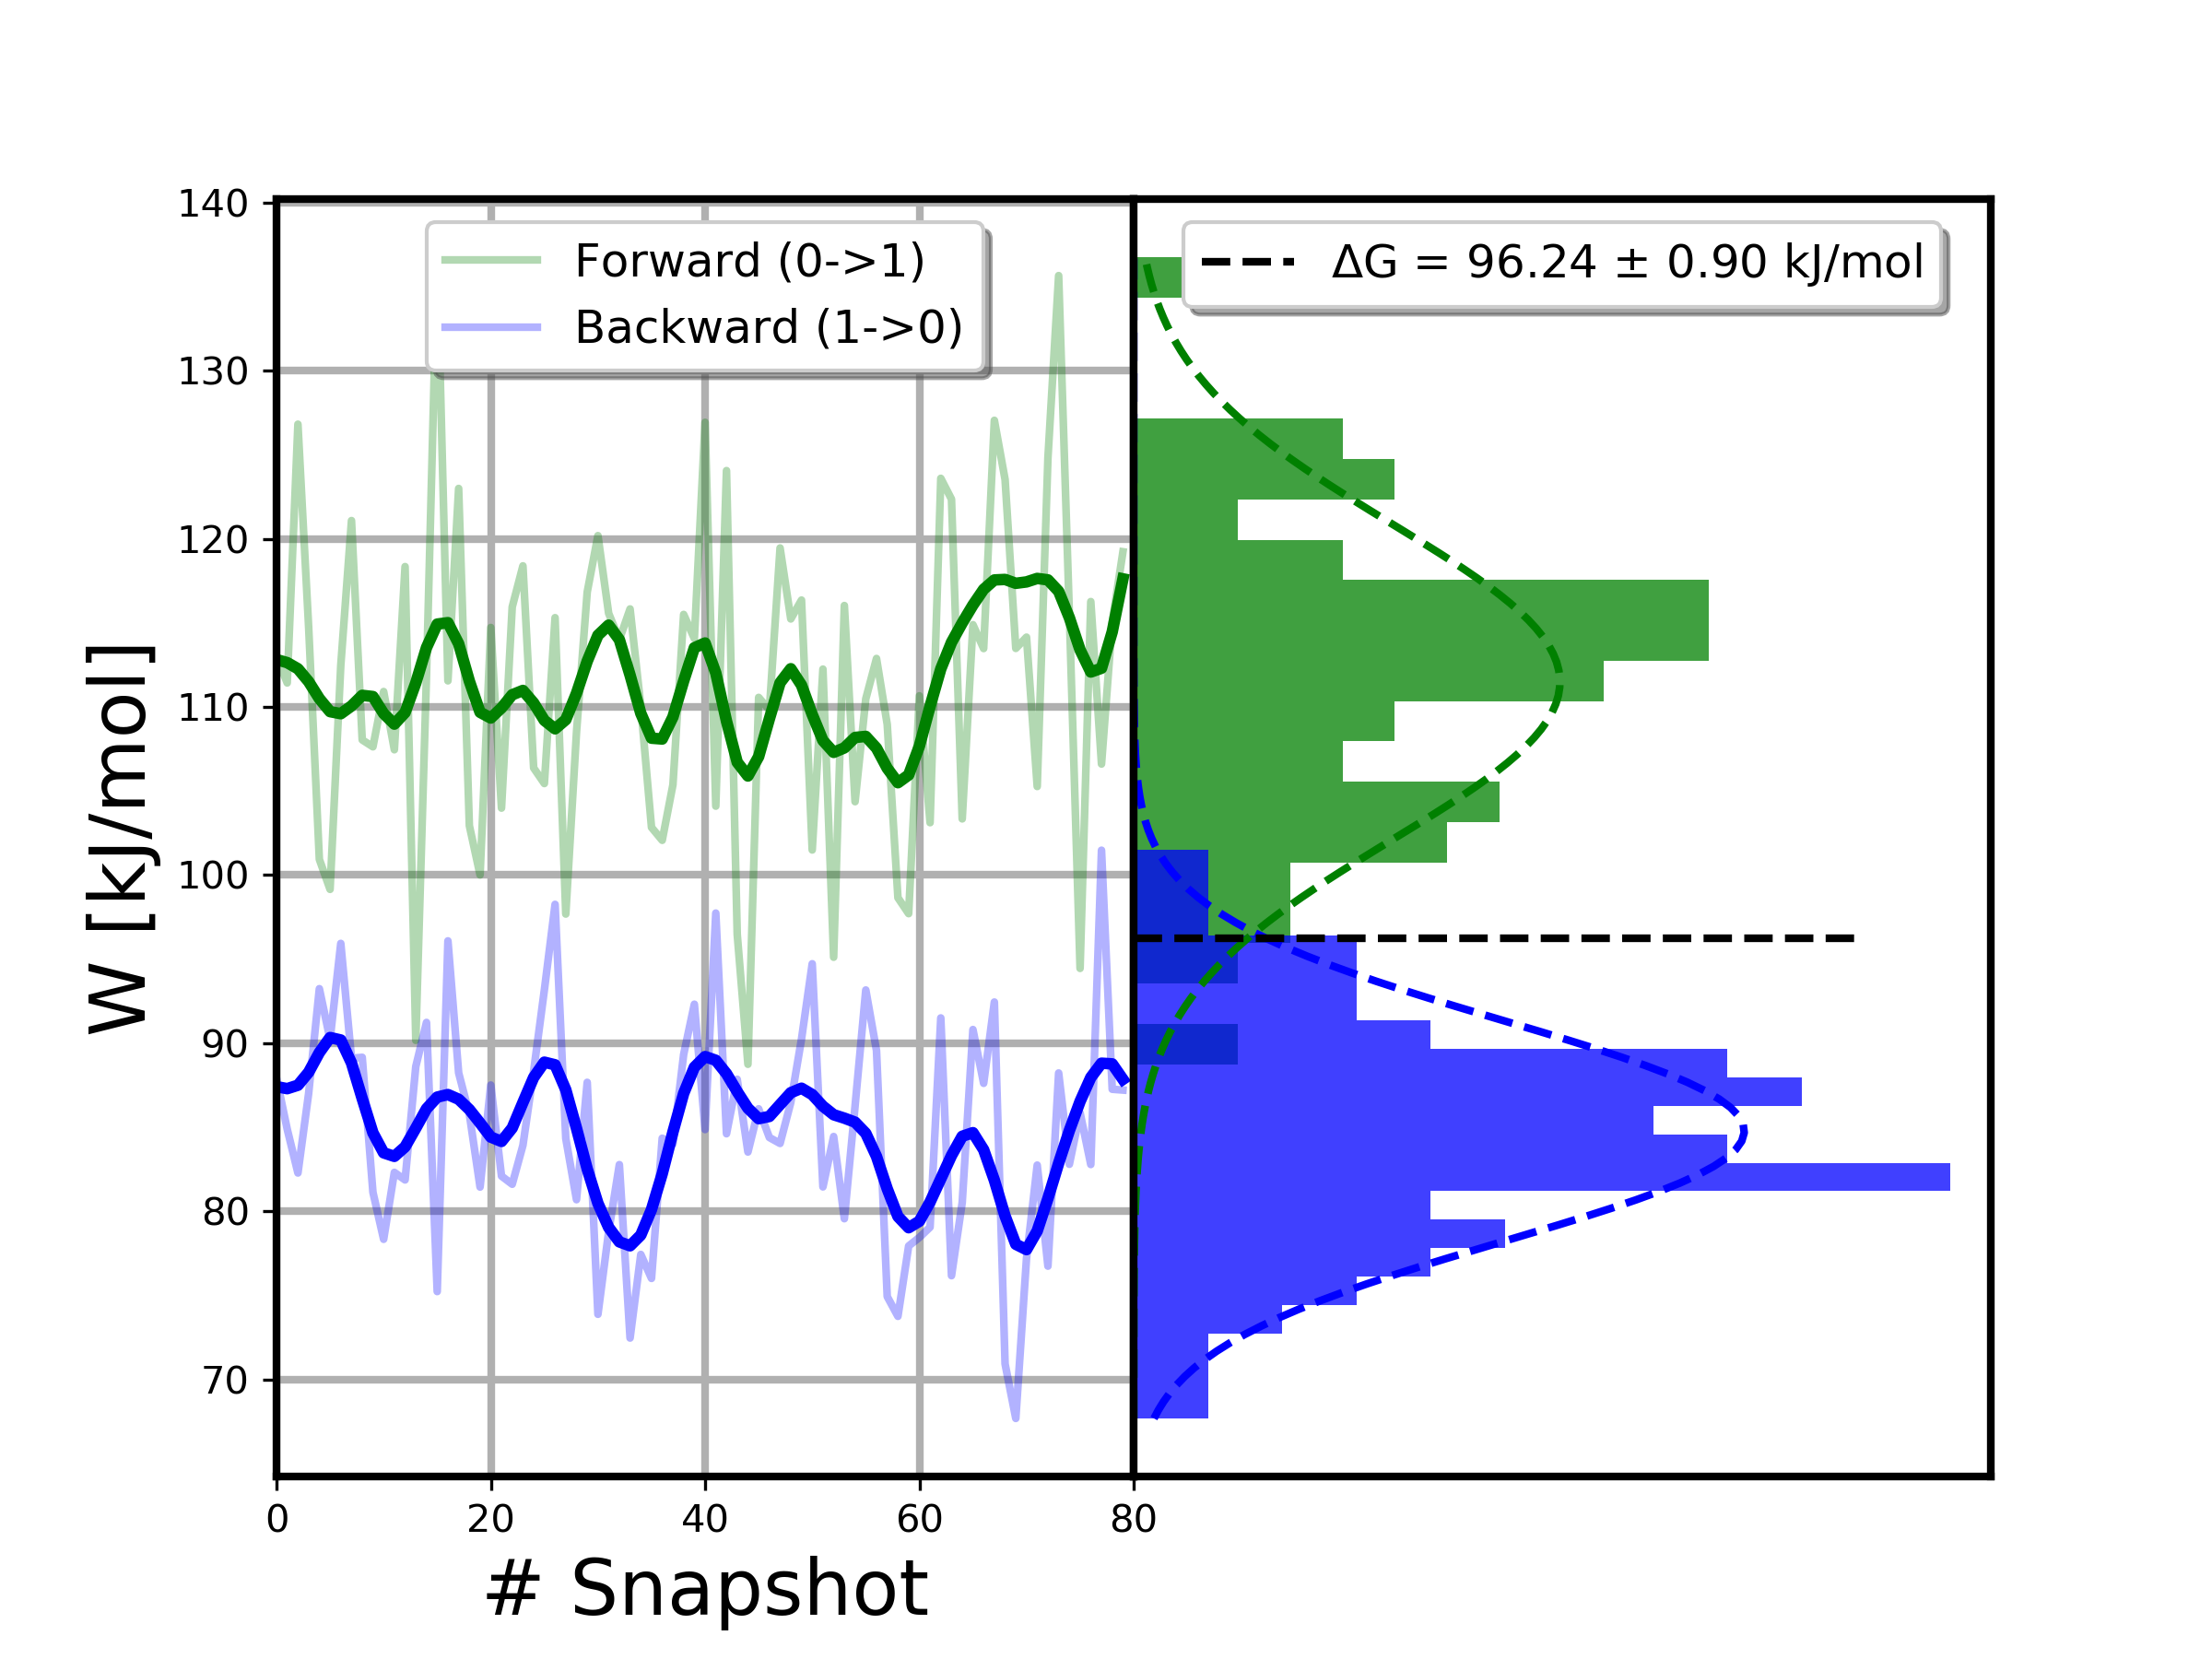 140
130
120
110
100
90
80
70
W [kJ/mol]
Forward (0->1)
Backward (1->0)
ΔG = 96.24 ± 0.90 kJ/mol
0 20 40 60 80
# Snapshot